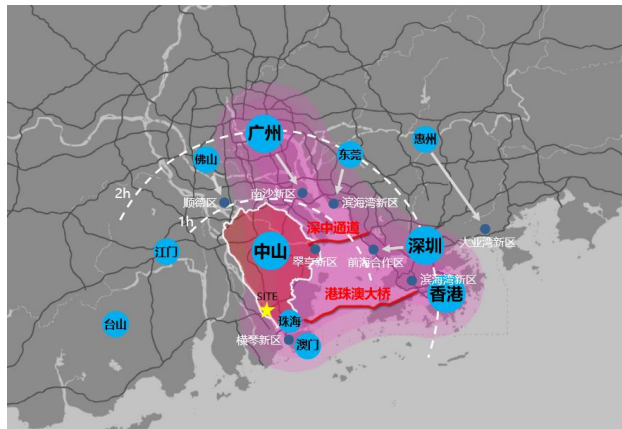 广州
惠州
东莞
佛山
2h
南沙新区
顺德区
滨海湾新区
1h
深中通道
大亚湾新区
深圳
中山
江门
翠亨新区
前海合作区
滨海湾新区
港珠澳大桥
香港
SITE
台山
珠海
横琴新区
澳门